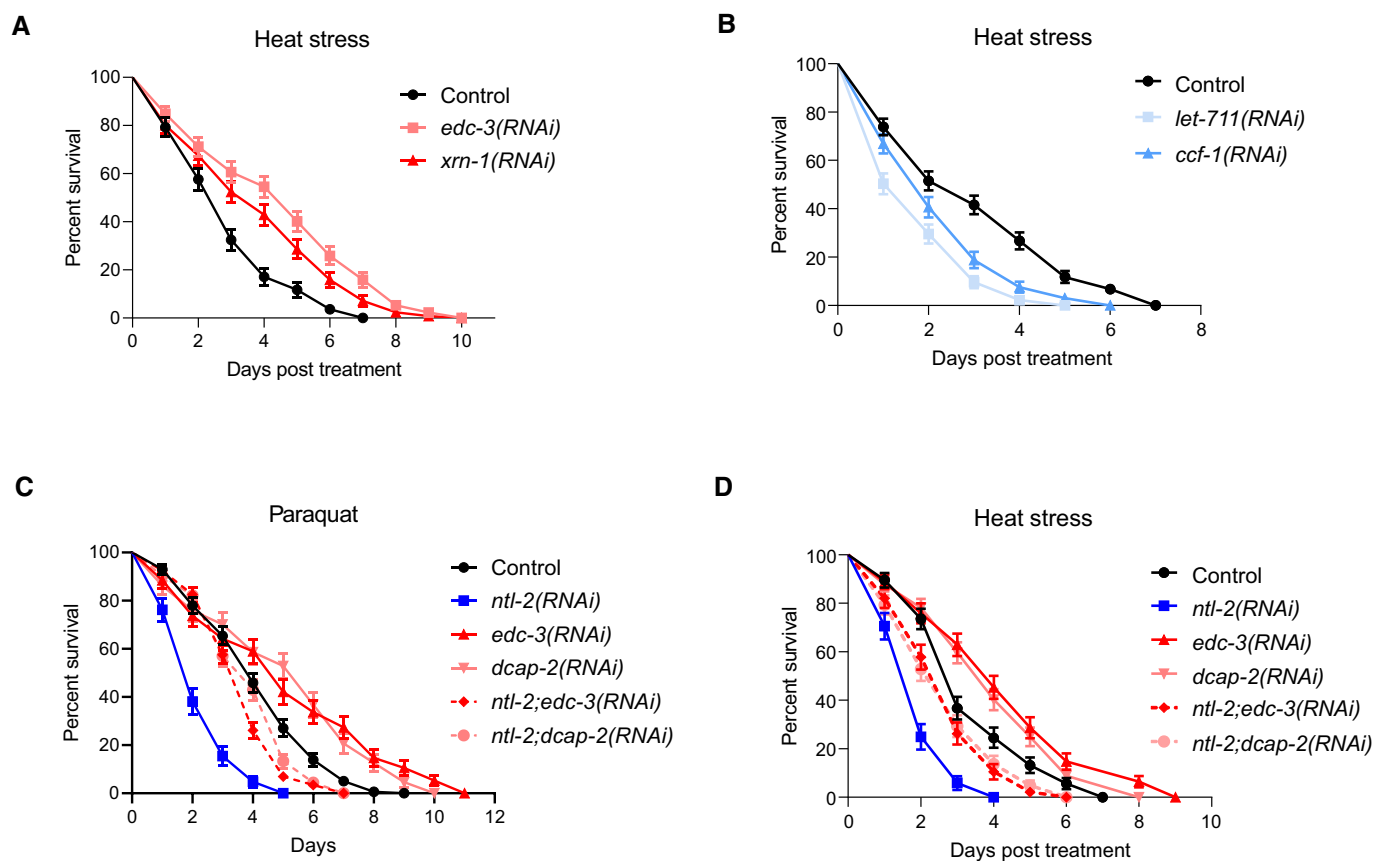 A
Heat stress
100
80
60
40
20
0
0 2 4 6 8 10
Percent survival
Days post treatment
Control
edc-3(RNAi)
xrn-1(RNAi)
B
Heat stress
100
80
60
40
20
0
0 2 4 6 8
Percent survival
Days post treatment
Control
let-711(RNAi)
ccf-1(RNAi)
C
Paraquat
100
80
60
40
20
0
0 2 4 6 8 10 12
Percent survival
Days
Control
ntl-2(RNAi)
edc-3(RNAi)
dcap-2(RNAi)
ntl-2;edc-3(RNAi)
ntl-2;dcap-2(RNAi)
D
Heat stress
100
80
60
40
20
0
0 2 4 6 8 10
Percent survival
Days post treatment
Control
ntl-2(RNAi)
edc-3(RNAi)
dcap-2(RNAi)
ntl-2;edc-3(RNAi)
ntl-2;dcap-2(RNAi)